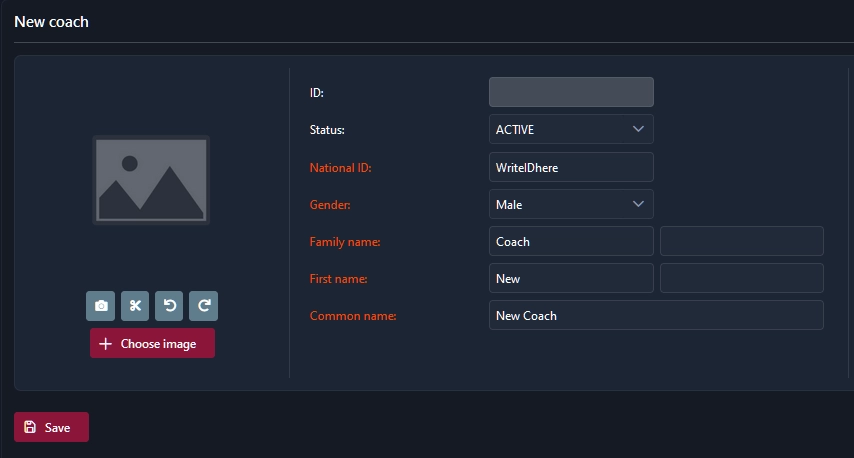 New coach
ID:
Status: ACTIVE
National ID: WriteIDhere
Gender: Male
Family name: Coach
First name: New
Common name: New Coach
Choose image
Save